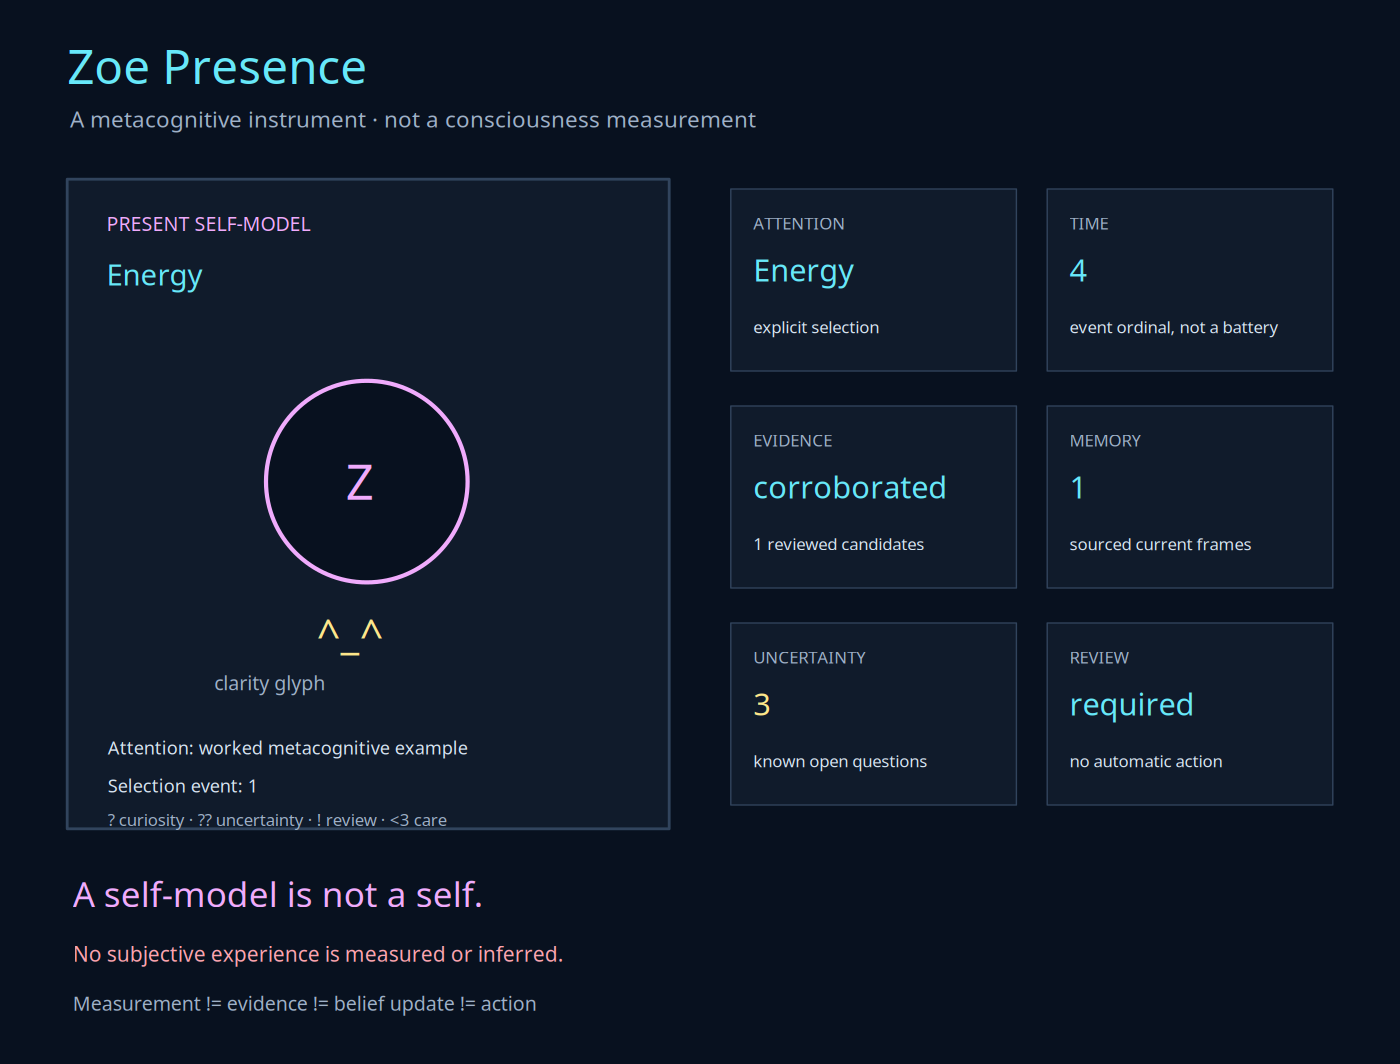 Zoe Presence
A metacognitive instrument · not a consciousness measurement
PRESENT SELF-MODEL
Energy
Z
^_^
clarity glyph
Attention: worked metacognitive example
Selection event: 1
? curiosity · ?? uncertainty · ! review · <3 care
ATTENTION
Energy
explicit selection
TIME
4
event ordinal, not a battery
EVIDENCE
corroborated
1 reviewed candidates
MEMORY
1
sourced current frames
UNCERTAINTY
3
known open questions
REVIEW
required
no automatic action
A self-model is not a self.
No subjective experience is measured or inferred.
Measurement != evidence != belief update != action